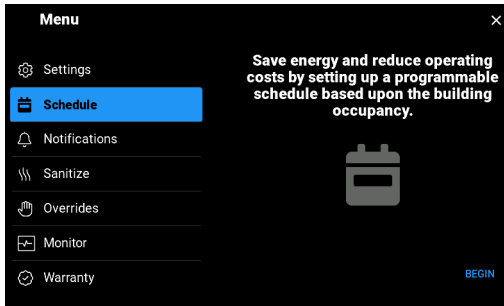 Menu
Settings
Schedule
Notifications
Sanitize
Overrides
Monitor
Warranty
Save energy and reduce operating
costs by setting up a programmable
schedule based upon the building
occupancy.
BEGIN